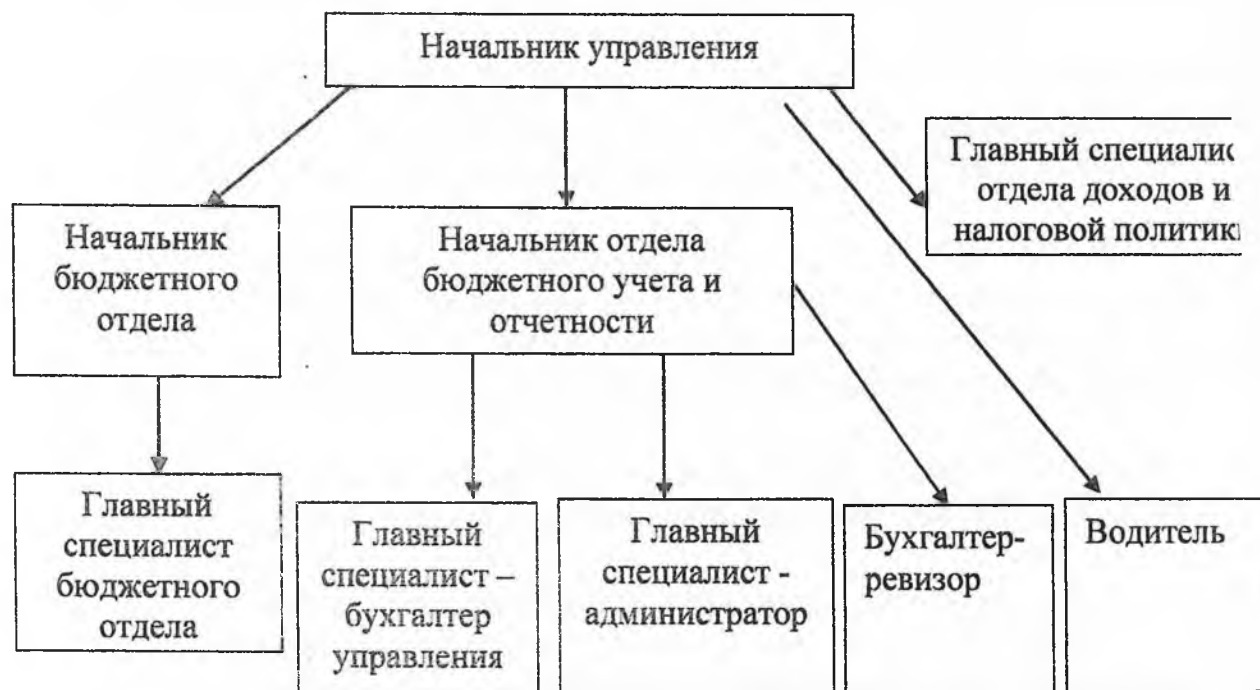 Начальник управления
Главный специалис
отдела доходов и
налоговой политик
Начальник
бюджетного
отдела
Начальник отдела
бюджетного учета и
отчетности
Главный
специалист
бюджетного
отдела
Главный
специалист –
бухгалтер
управления
Главный
специалист -
администратор
Бухгалтер-
ревизор
Водитель